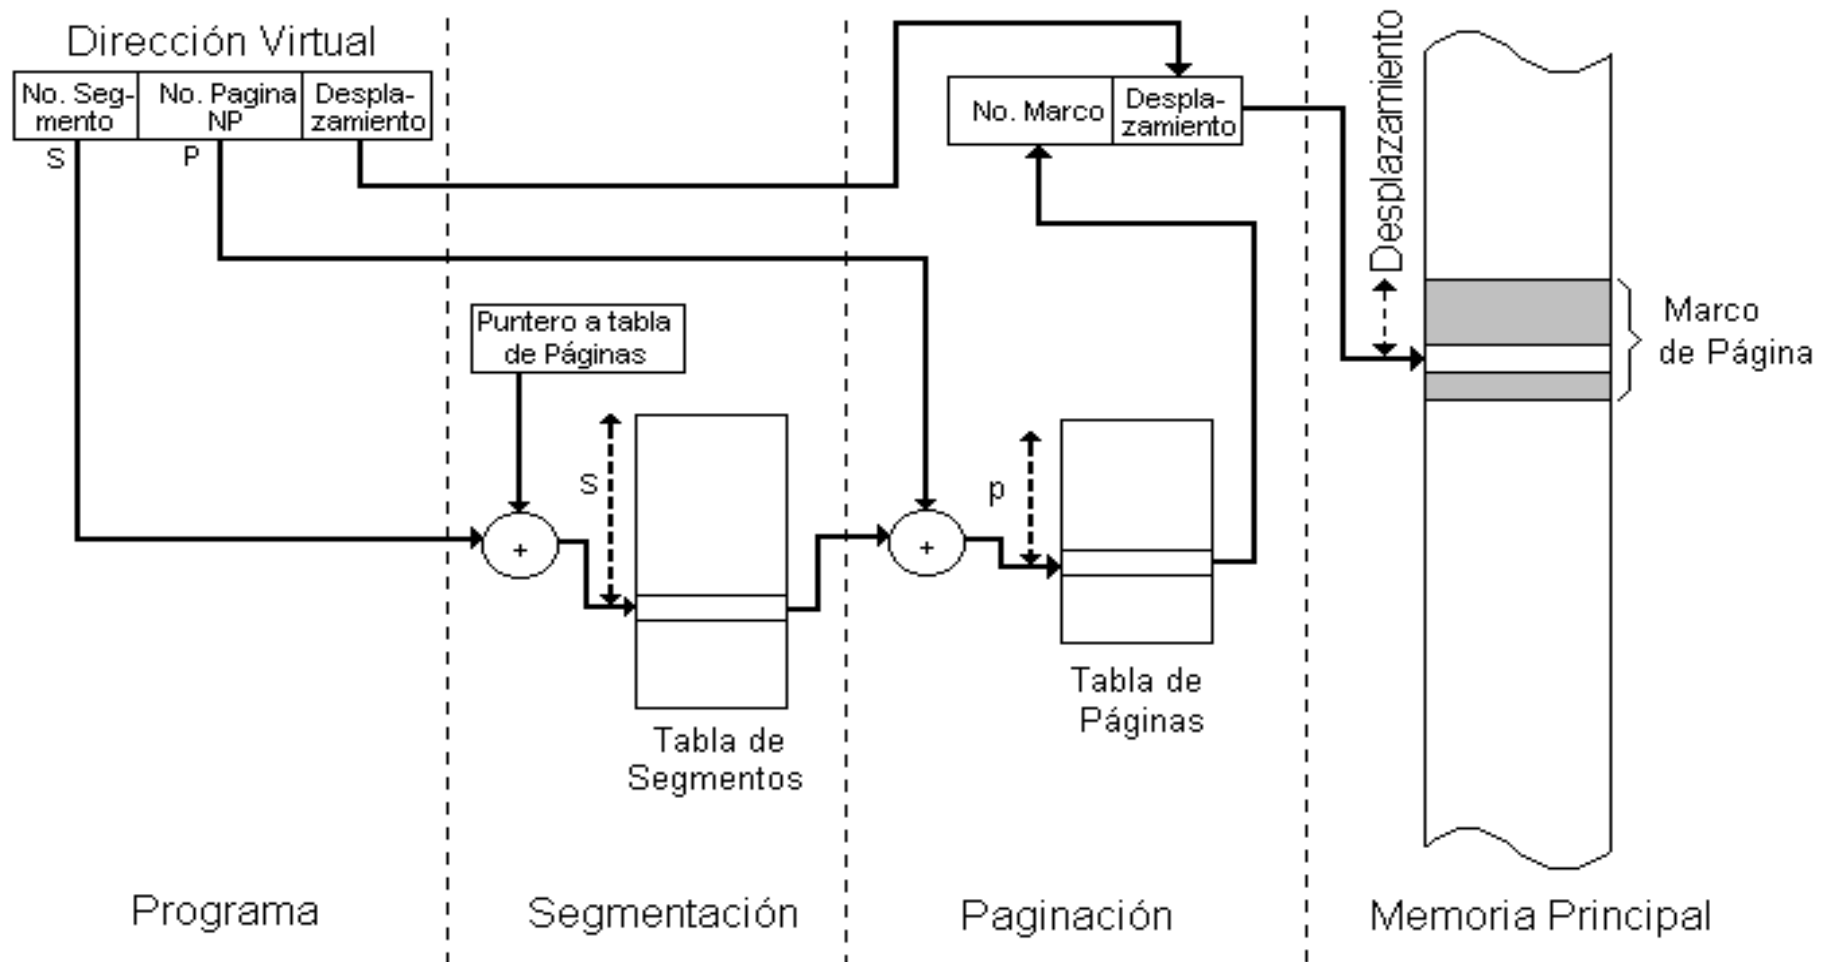 Dirección Virtual
No. Seg-
mento
No. Pagina
NP
Despla-
zamiento
S
P
No. Marco
Despla-
zamiento
Desplazamiento
Puntero a tabla
de Páginas
Marco
de Página
S
p
+
+
Tabla de
Segmentos
Tabla de
Páginas
Programa
Segmentación
Paginación
Memoria Principal